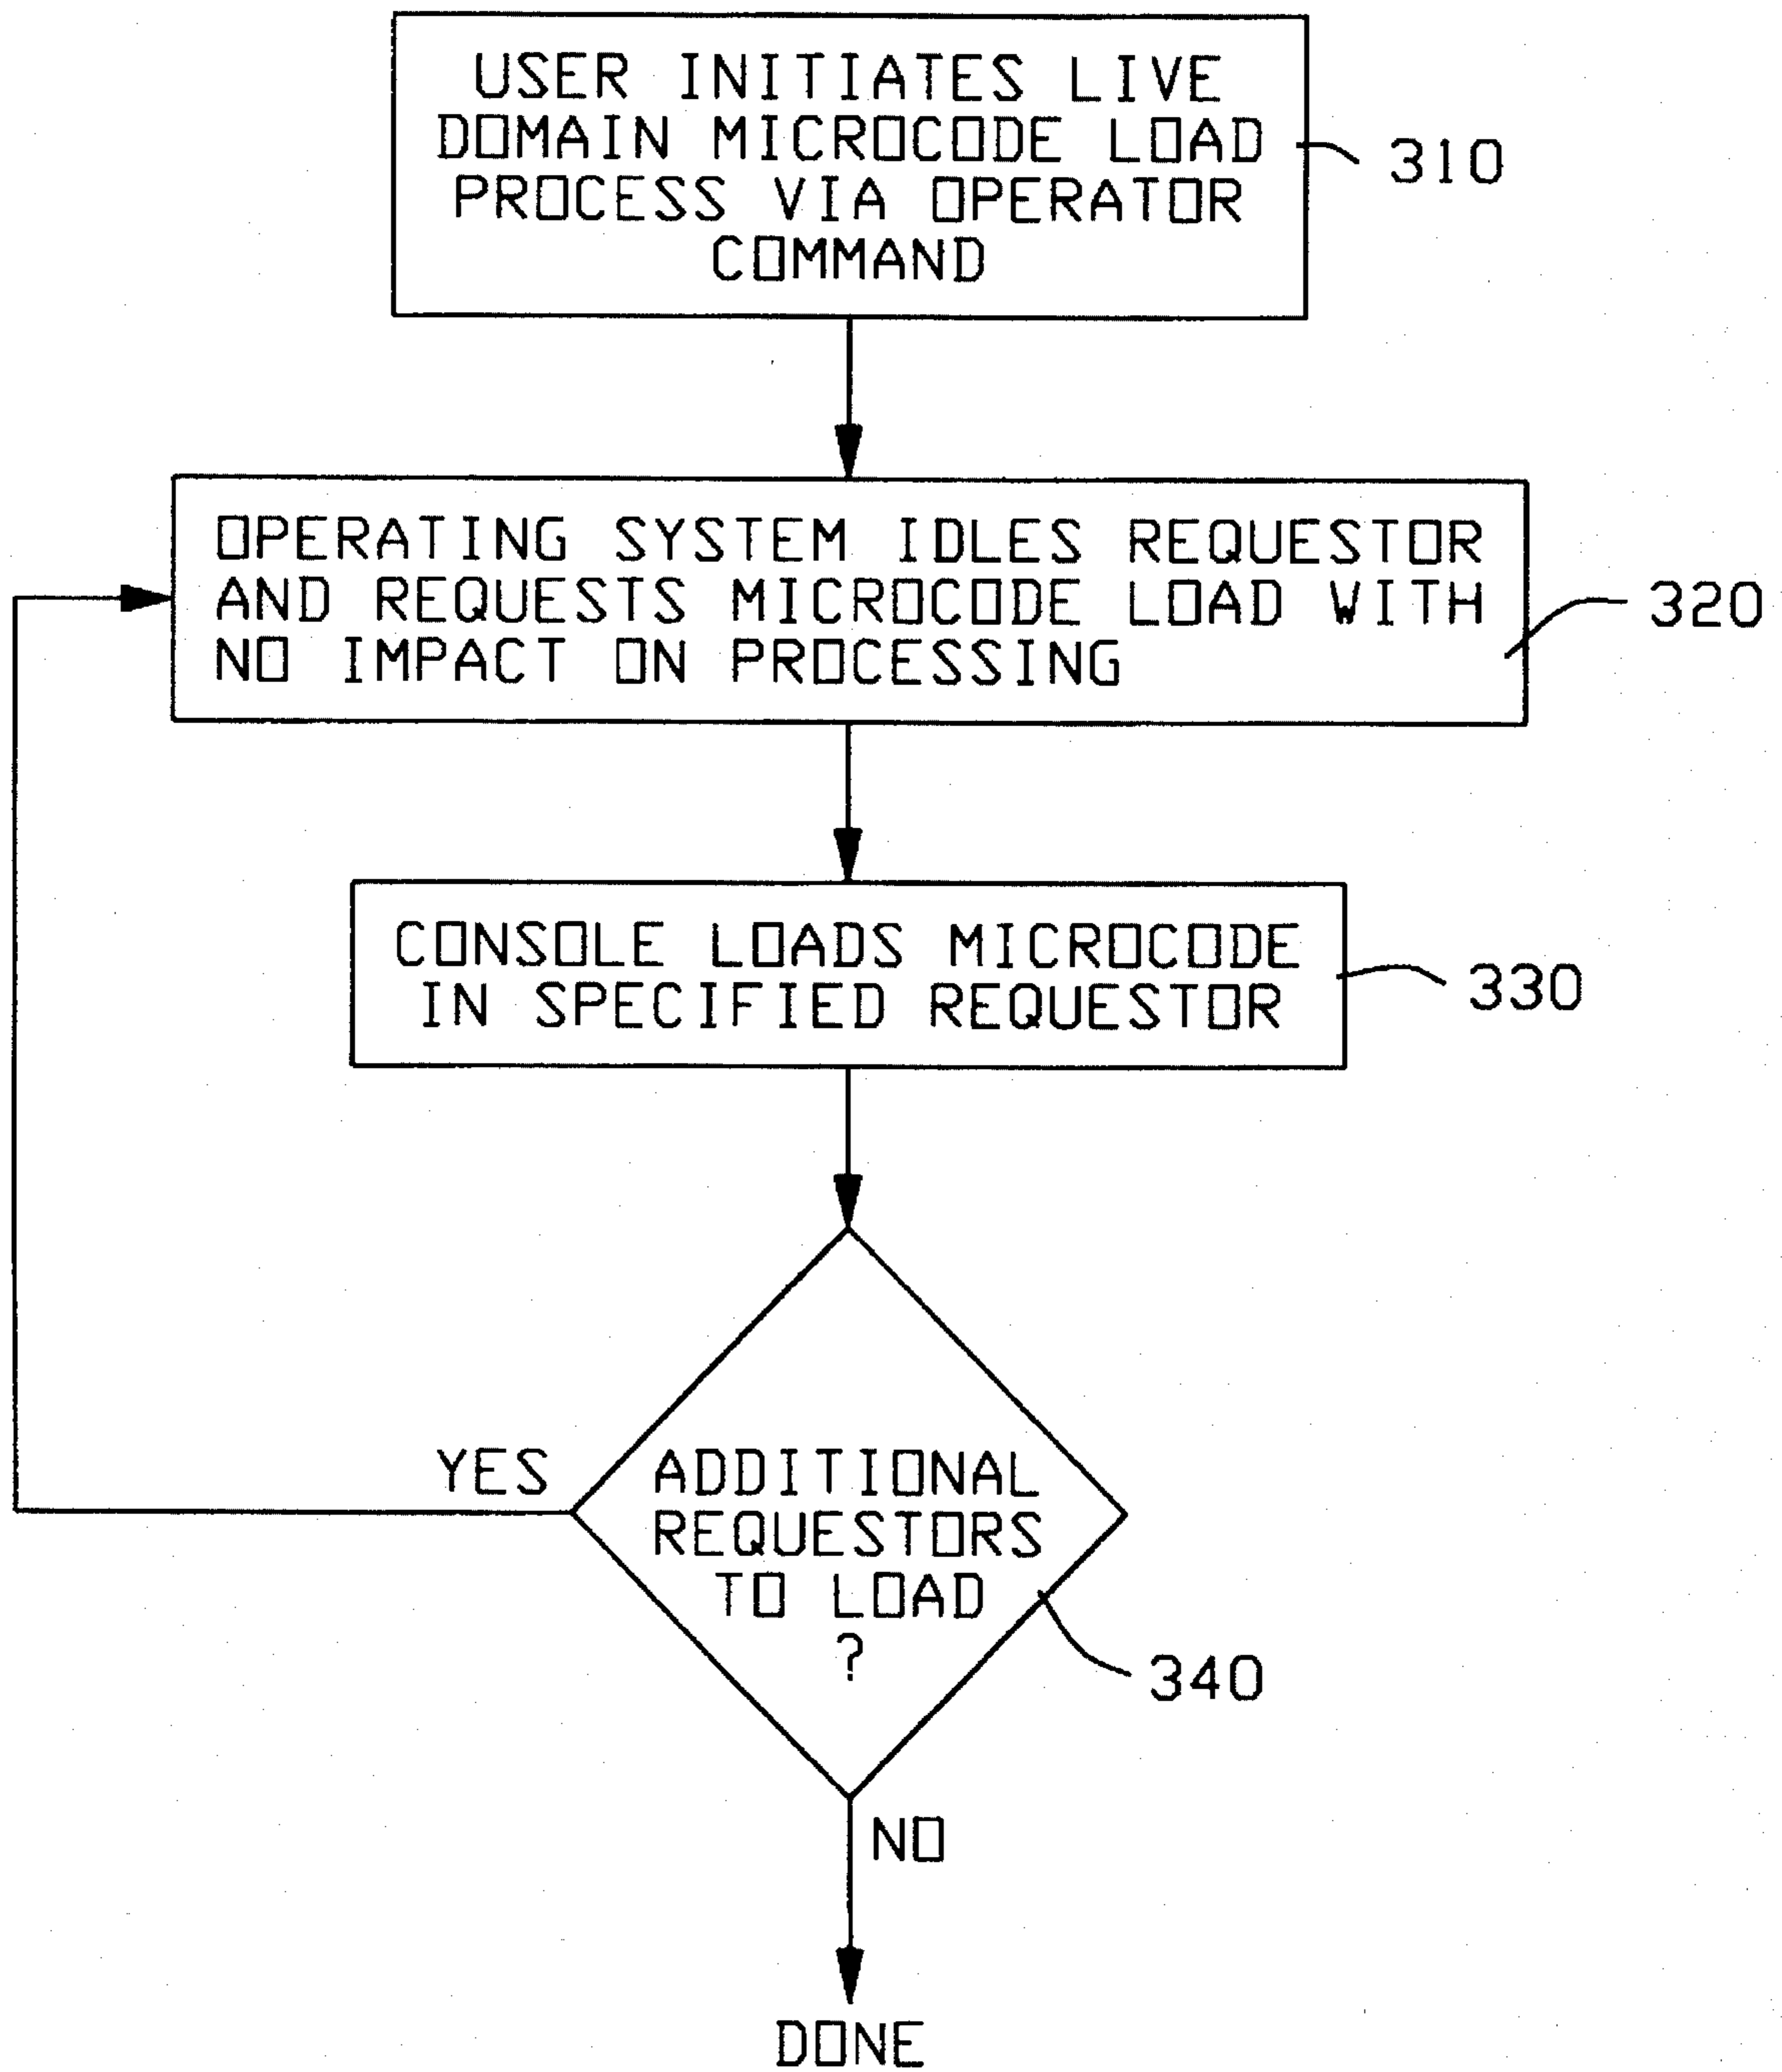 USER INITIATES LIVE
DOMAIN MICROCODE LOAD
PROCESS VIA OPERATOR
COMMAND
310
OPERATING SYSTEM IDLES REQUESTOR
AND REQUESTS MICROCODE LOAD WITH
NO IMPACT ON PROCESSING
320
CONSOLE LOADS MICROCODE
IN SPECIFIED REQUESTOR
330
YES
ADDITIONAL
REQUESTORS
TO LOAD
?
340
NO
DONE